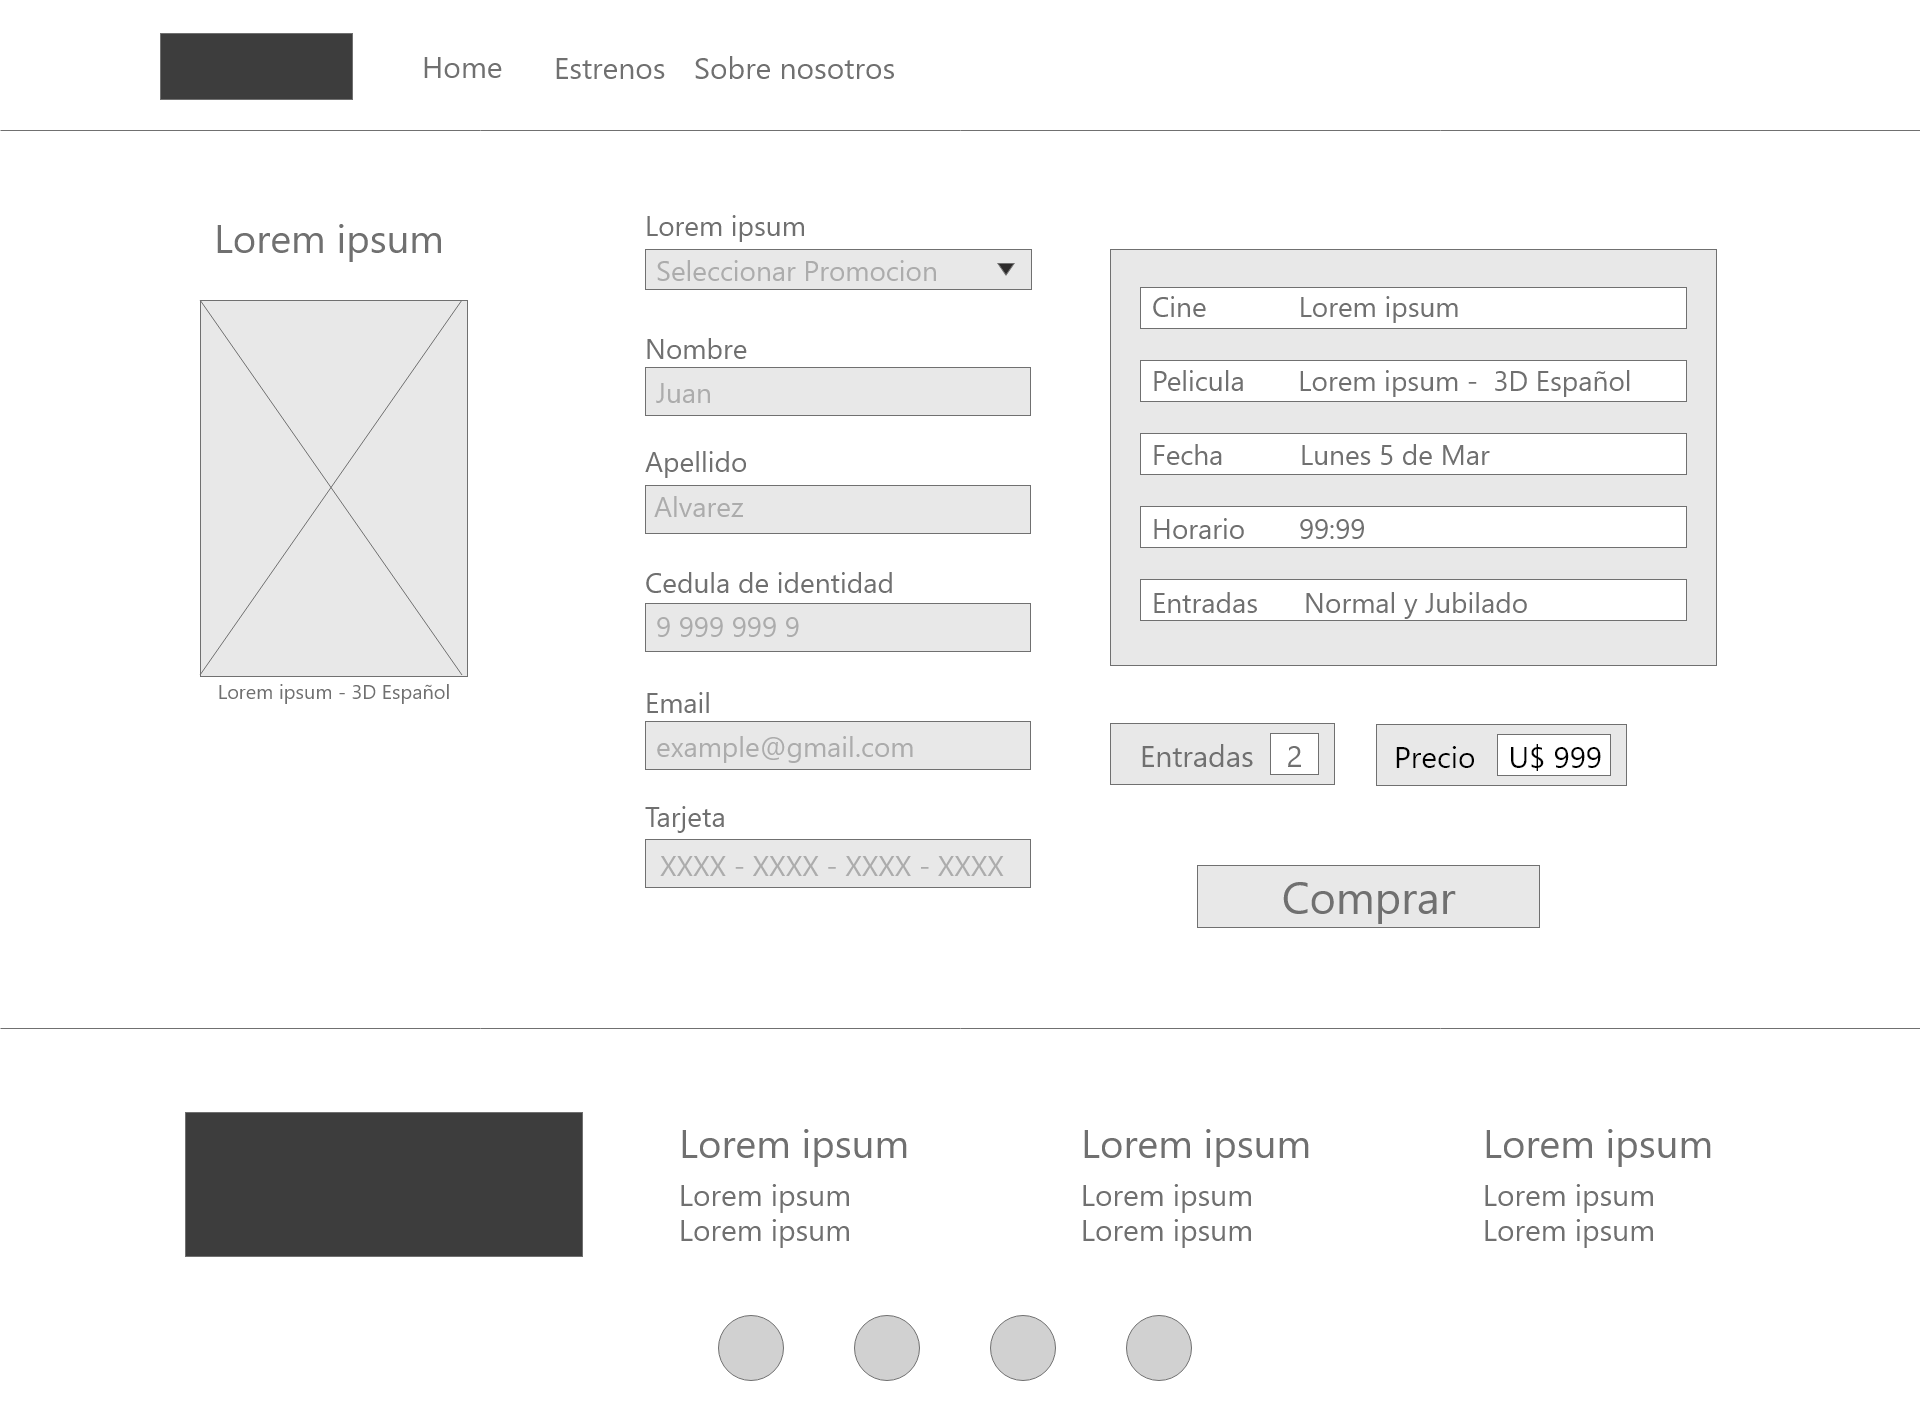 Home Estrenos Sobre nosotros
Lorem ipsum
Lorem ipsum - 3D Español
Lorem ipsum
Seleccionar Promocion
Nombre
Juan
Apellido
Alvarez
Cedula de identidad
9 999 999 9
Email
example@gmail.com
Tarjeta
XXXX - XXXX - XXXX - XXXX
Cine Lorem ipsum
Pelicula Lorem ipsum - 3D Español
Fecha Lunes 5 de Mar
Horario 99:99
Entradas Normal y Jubilado
Entradas 2 Precio U$ 999
Comprar
Lorem ipsum
Lorem ipsum
Lorem ipsum
Lorem ipsum
Lorem ipsum
Lorem ipsum
Lorem ipsum
Lorem ipsum
Lorem ipsum